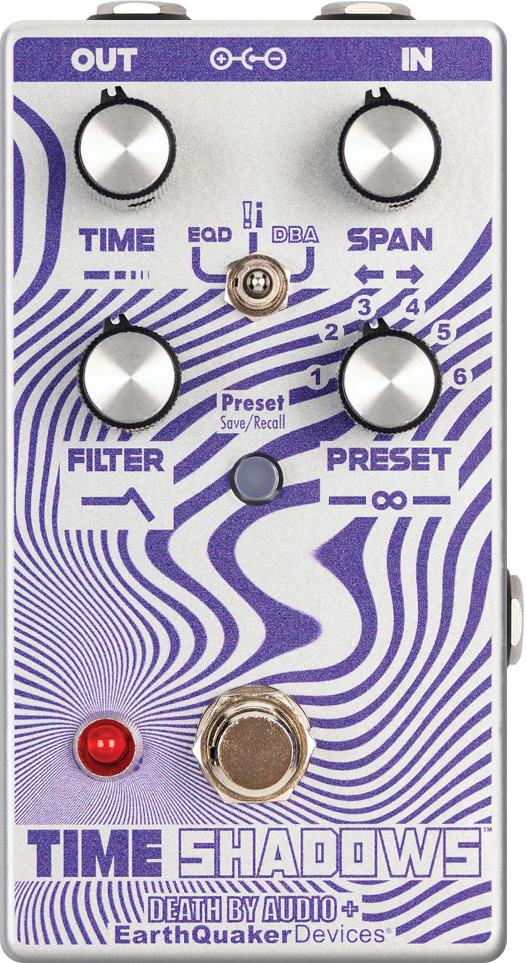 OUT IN
TIME
EQD !¡ DBA
SPAN
3 4
2 5
1 6
Preset
Save/Recall
FILTER
PRESET
∞
TIME SHADOWS™
DEATH BY AUDIO +
EarthQuakerDevices®